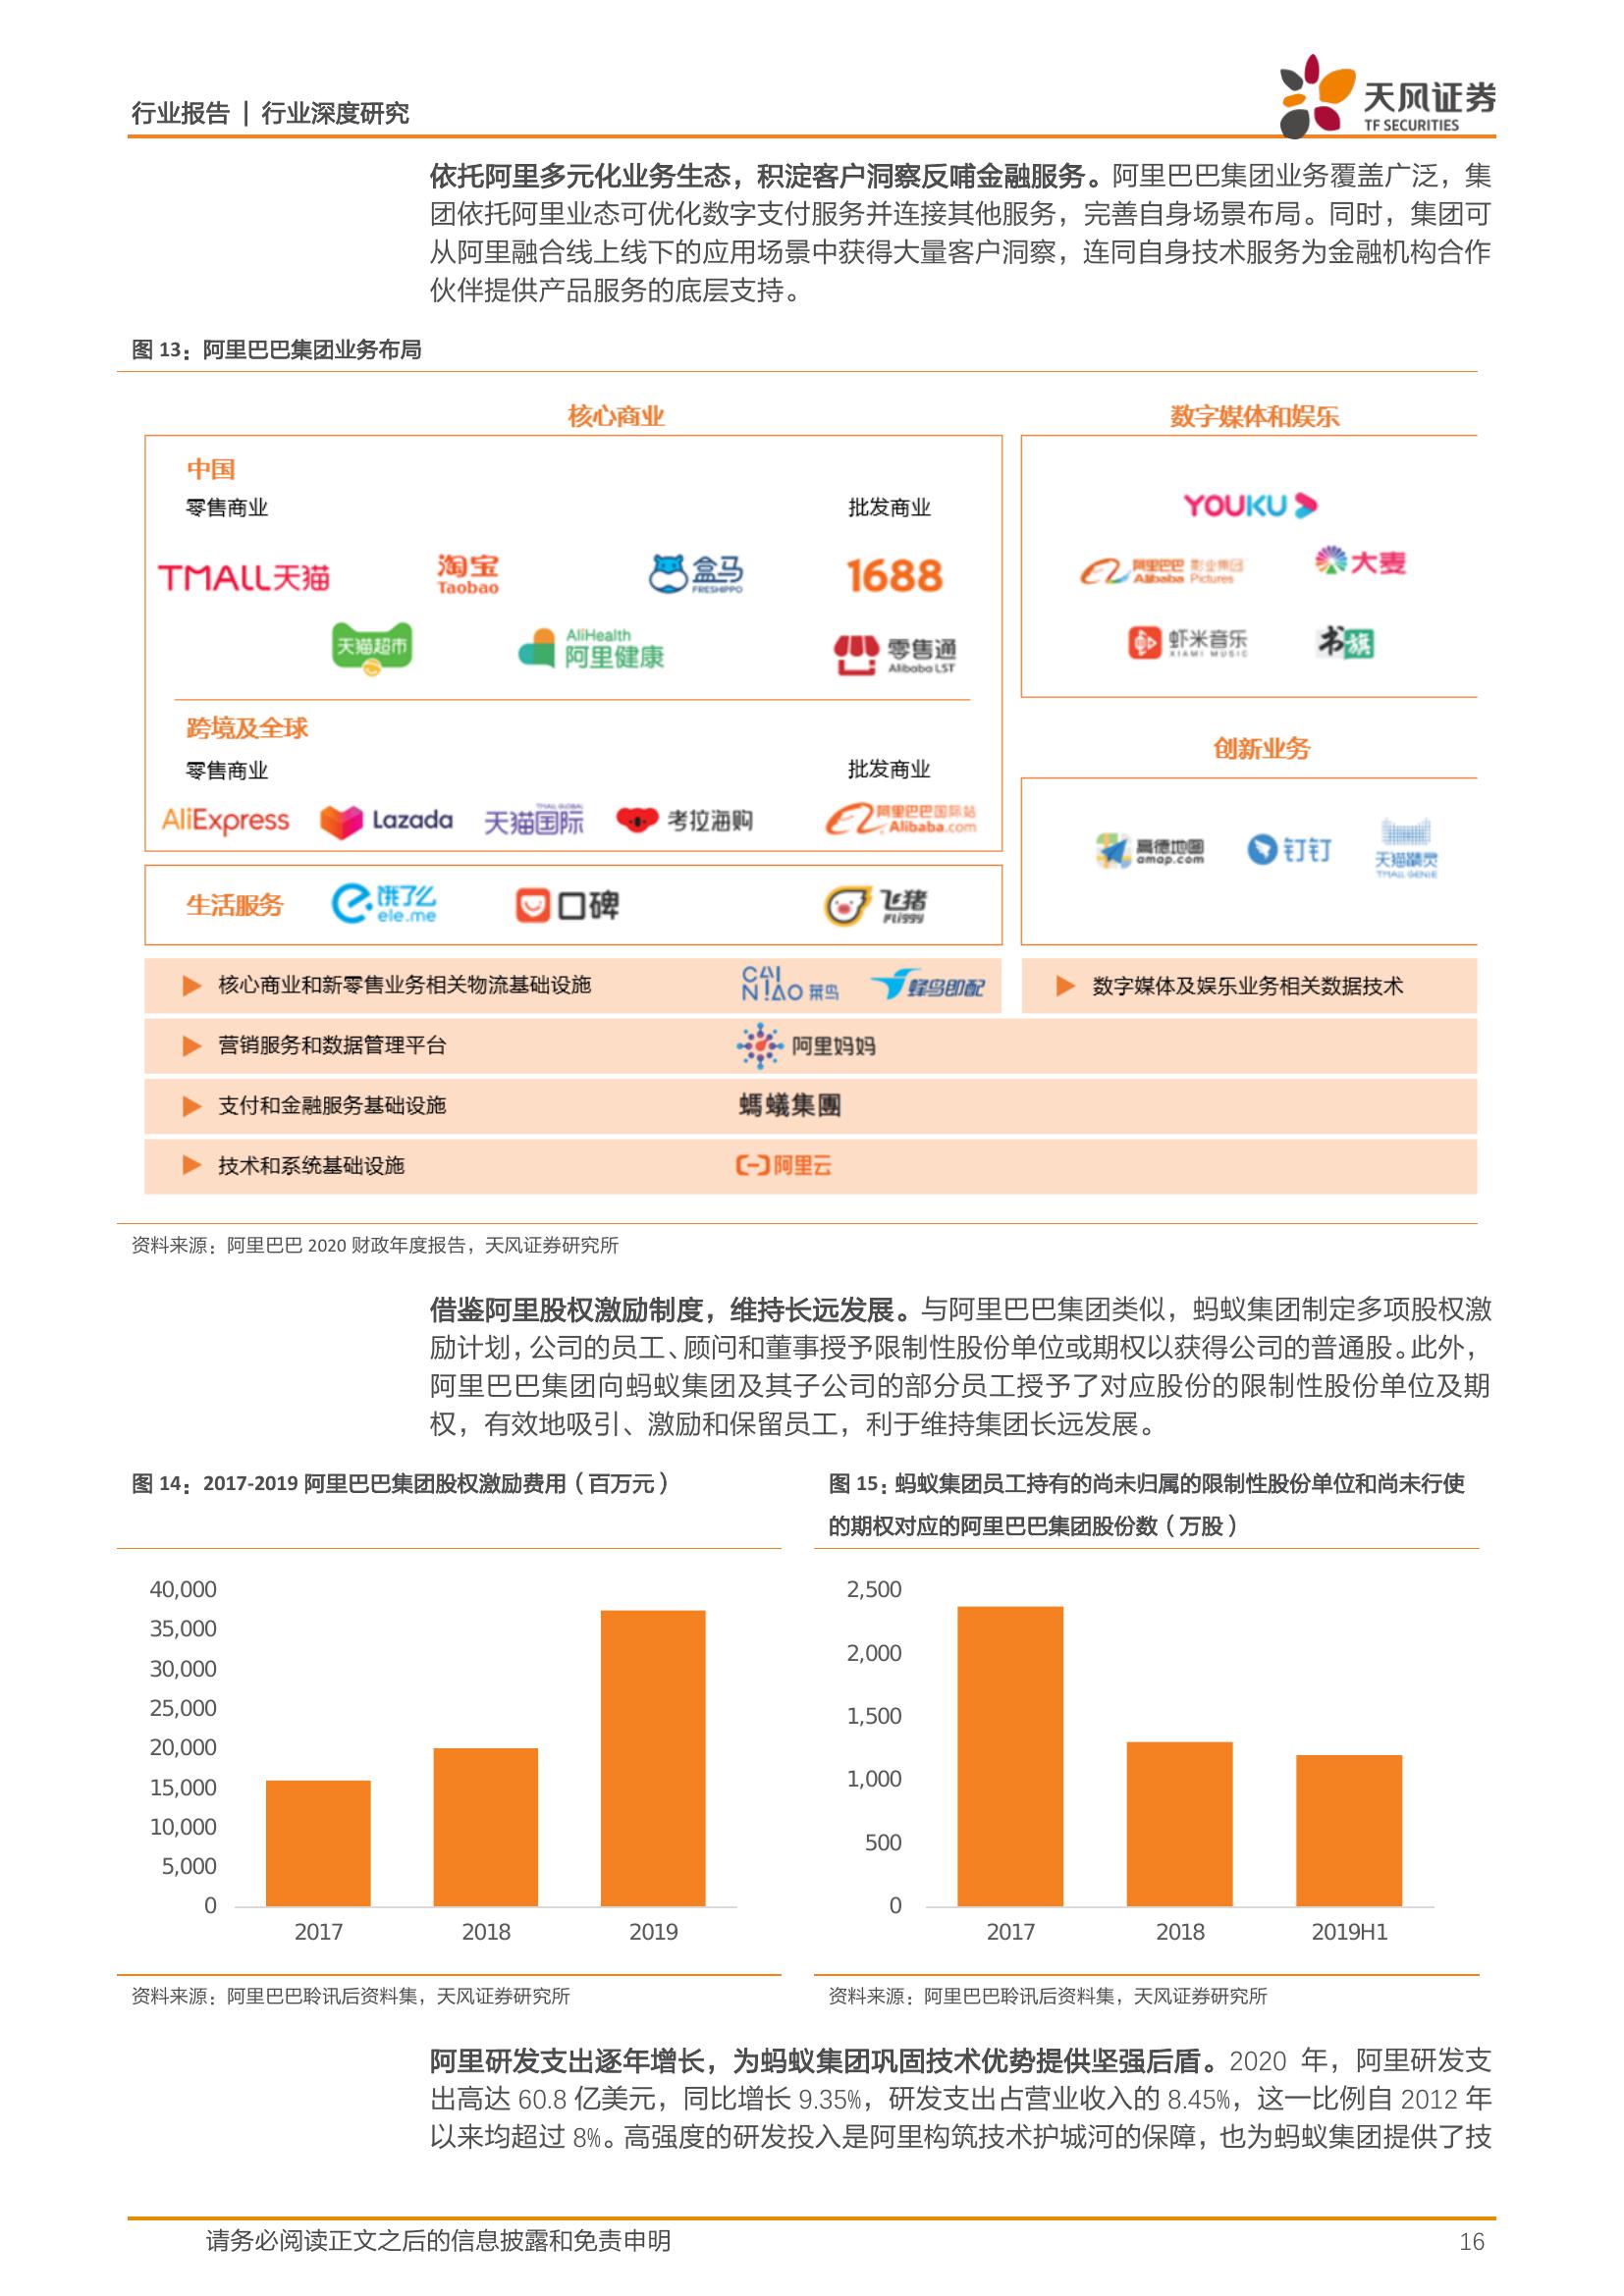 行业报告 | 行业深度研究
天风证券
TF SECURITIES
依托阿里多元化业务生态，积淀客户洞察反哺金融服务。阿里巴巴集团业务覆盖广泛，集
团依托阿里业态可优化数字支付服务并连接其他服务，完善自身场景布局。同时，集团可
从阿里融合线上线下的应用场景中获得大量客户洞察，连同自身技术服务为金融机构合作
伙伴提供产品服务的底层支持。
图 13：阿里巴巴集团业务布局
核心商业
中国
零售商业 批发商业
TMALL天猫 淘宝 Taobao 盒马 FRESHIPPO 1688
天猫超市 AliHealth 阿里健康 零售通 Alibaba LST
跨境及全球
零售商业 批发商业
AliExpress Lazada 天猫国际 TMALL GLOBAL 考拉海购 阿里巴巴国际站 Alibaba.com
生活服务 饿了么 ele.me 口碑 飞猪 Fliggy
数字媒体和娱乐
YOUKU
阿里巴巴 影业集团 Alibaba Pictures 大麦
虾米音乐 XIAMI MUSIC 书旗
创新业务
高德地图 amap.com 钉钉 天猫精灵 TMALL GENIE
核心商业和新零售业务相关物流基础设施 CAINIAO 菜鸟 蜂鸟即配
数字媒体及娱乐业务相关数据技术
营销服务和数据管理平台 阿里妈妈
支付和金融服务基础设施 螞蟻集團
技术和系统基础设施 阿里云
资料来源：阿里巴巴 2020 财政年度报告，天风证券研究所
借鉴阿里股权激励制度，维持长远发展。与阿里巴巴集团类似，蚂蚁集团制定多项股权激
励计划，公司的员工、顾问和董事授予限制性股份单位或期权以获得公司的普通股。此外，
阿里巴巴集团向蚂蚁集团及其子公司的部分员工授予了对应股份的限制性股份单位及期
权，有效地吸引、激励和保留员工，利于维持集团长远发展。
图 14：2017-2019 阿里巴巴集团股权激励费用（百万元）
40,000
35,000
30,000
25,000
20,000
15,000
10,000
5,000
0
2017 2018 2019
资料来源：阿里巴巴聆讯后资料集，天风证券研究所
图 15：蚂蚁集团员工持有的尚未归属的限制性股份单位和尚未行使
的期权对应的阿里巴巴集团股份数（万股）
2,500
2,000
1,500
1,000
500
0
2017 2018 2019H1
资料来源：阿里巴巴聆讯后资料集，天风证券研究所
阿里研发支出逐年增长，为蚂蚁集团巩固技术优势提供坚强后盾。2020 年，阿里研发支
出高达 60.8 亿美元，同比增长 9.35%，研发支出占营业收入的 8.45%，这一比例自 2012 年
以来均超过 8%。高强度的研发投入是阿里构筑技术护城河的保障，也为蚂蚁集团提供了技
请务必阅读正文之后的信息披露和免责申明 16